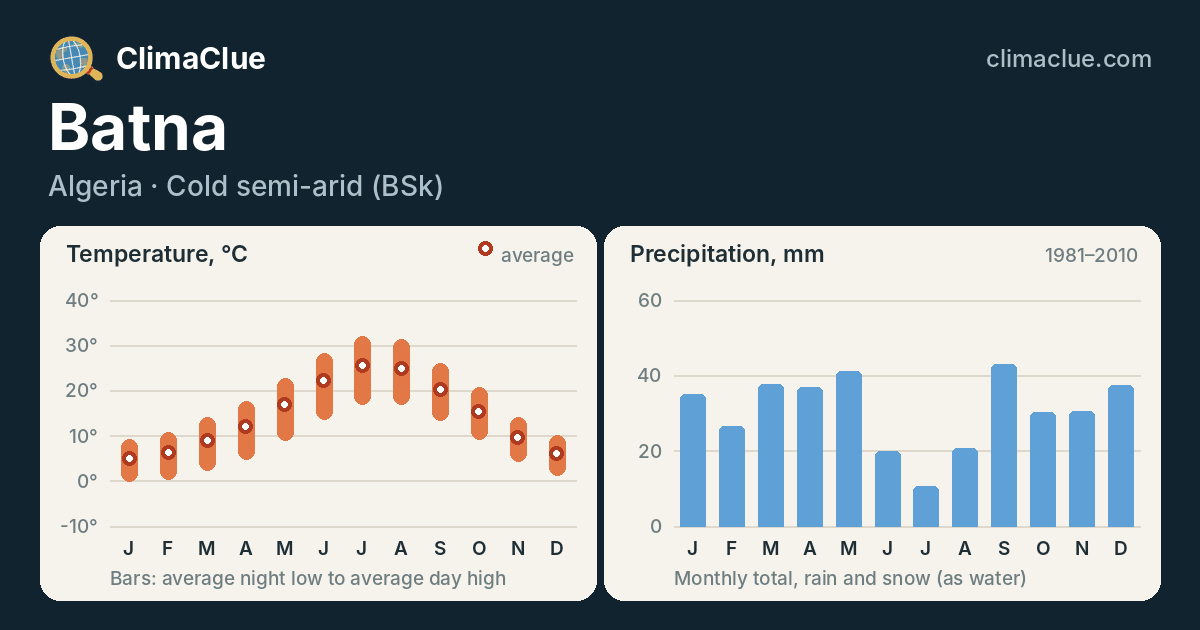 ClimaClue
climaclue.com
Batna
Algeria · Cold semi-arid (BSk)
Temperature, °C
average
40°
30°
20°
10°
0°
-10°
J F M A M J J A S O N D
Bars: average night low to average day high
Precipitation, mm
1981–2010
60
40
20
0
J F M A M J J A S O N D
Monthly total, rain and snow (as water)